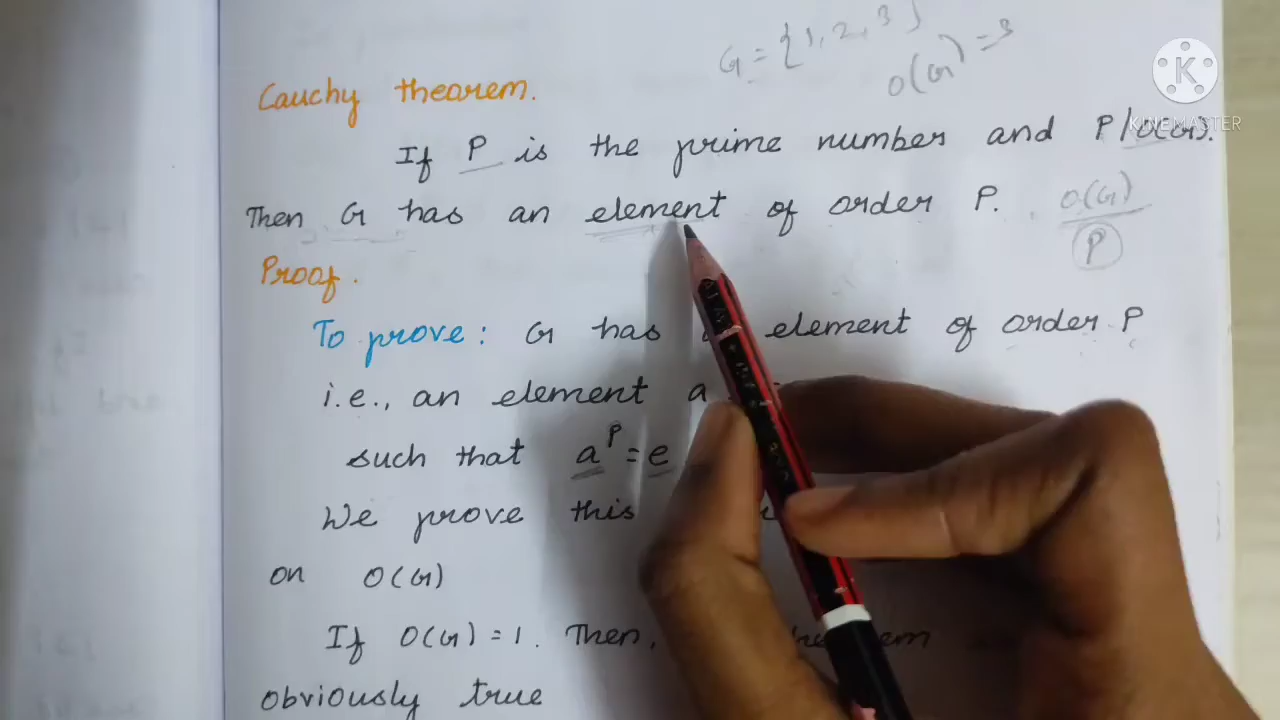 G = {1, 2, 3}
O(G) = 3
K
KINEMASTER
Cauchy theorem.
If P is the prime number and P/O(G).
Then G has an element of order P.
O(G)
P
Proof.
To prove: G has element of order P
i.e., an element a
such that a^P = e
We prove this
on O(G)
If O(G) = 1. Then,
obviously true